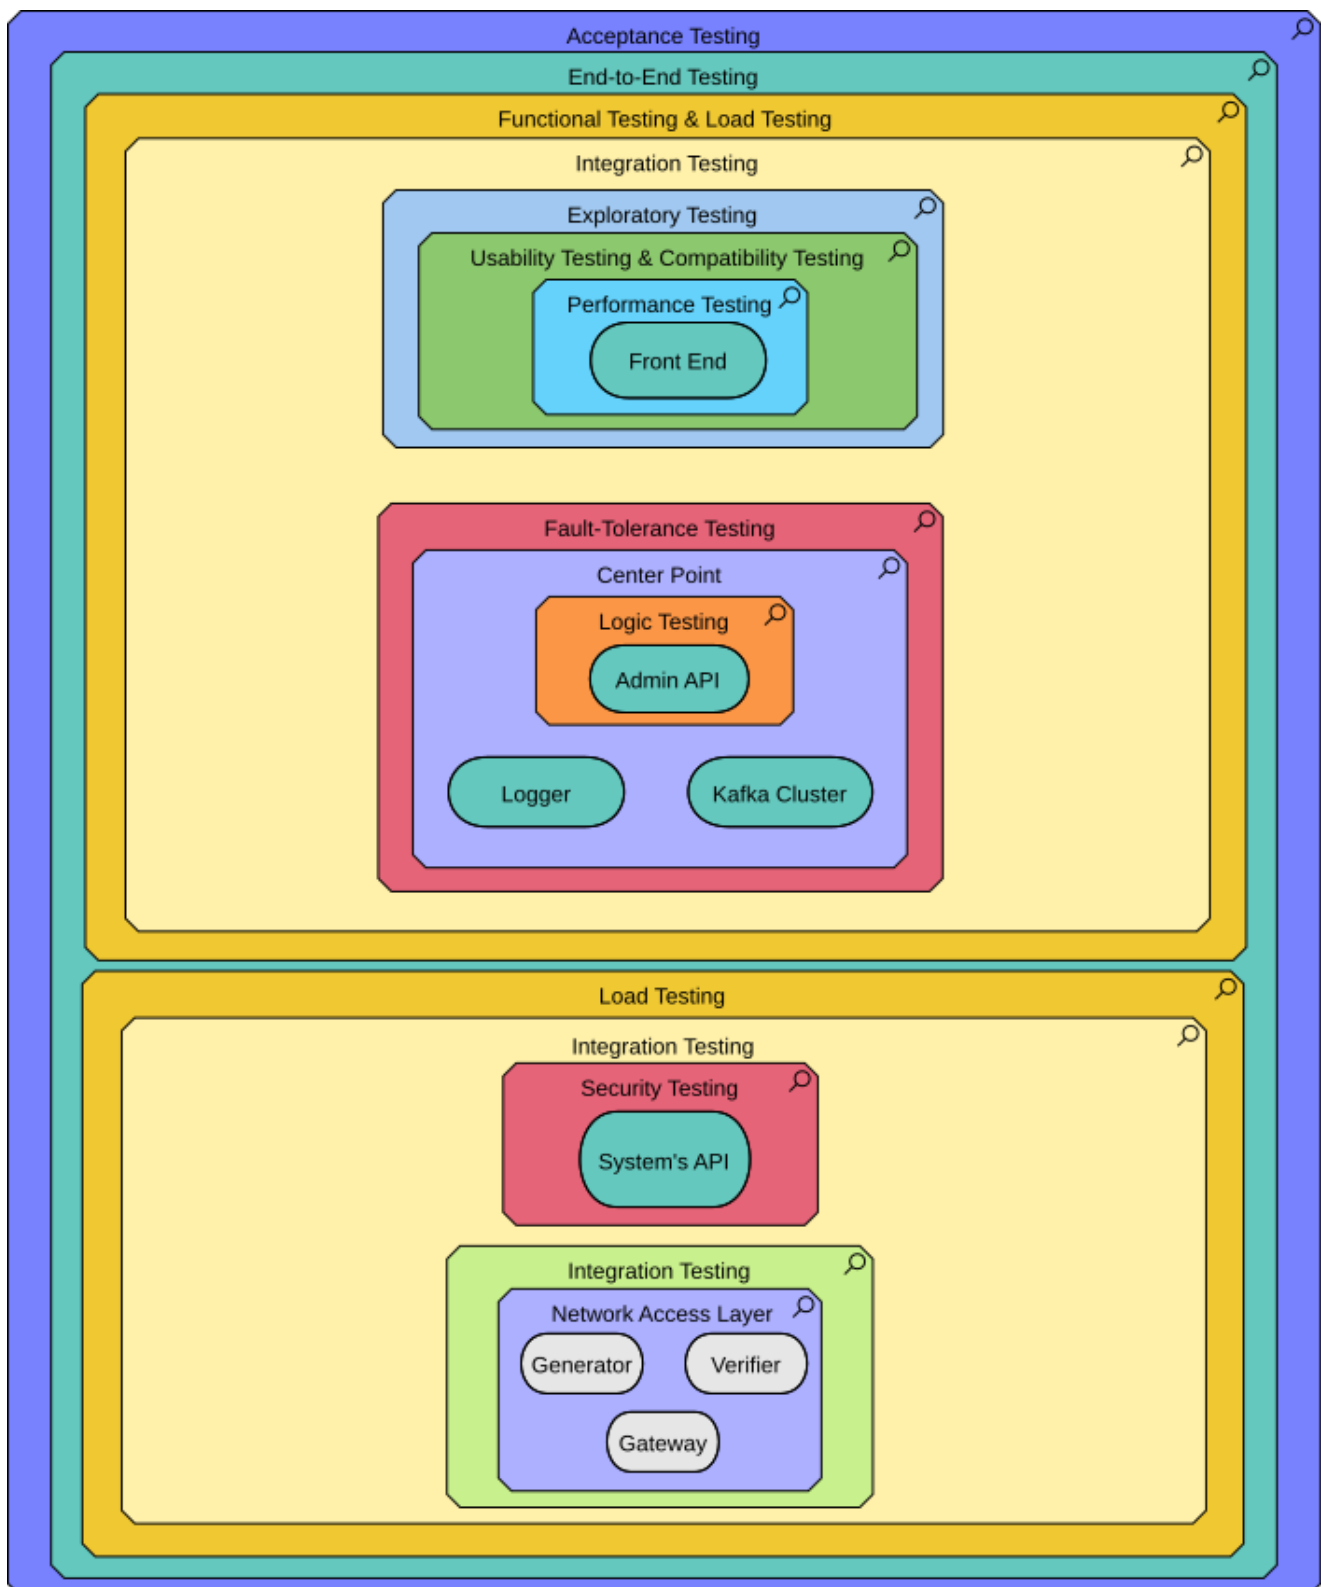 Acceptance Testing
End-to-End Testing
Functional Testing & Load Testing
Integration Testing
Exploratory Testing
Usability Testing & Compatibility Testing
Performance Testing
Front End
Fault-Tolerance Testing
Center Point
Logic Testing
Admin API
Logger
Kafka Cluster
Load Testing
Integration Testing
Security Testing
System's API
Integration Testing
Network Access Layer
Generator
Verifier
Gateway